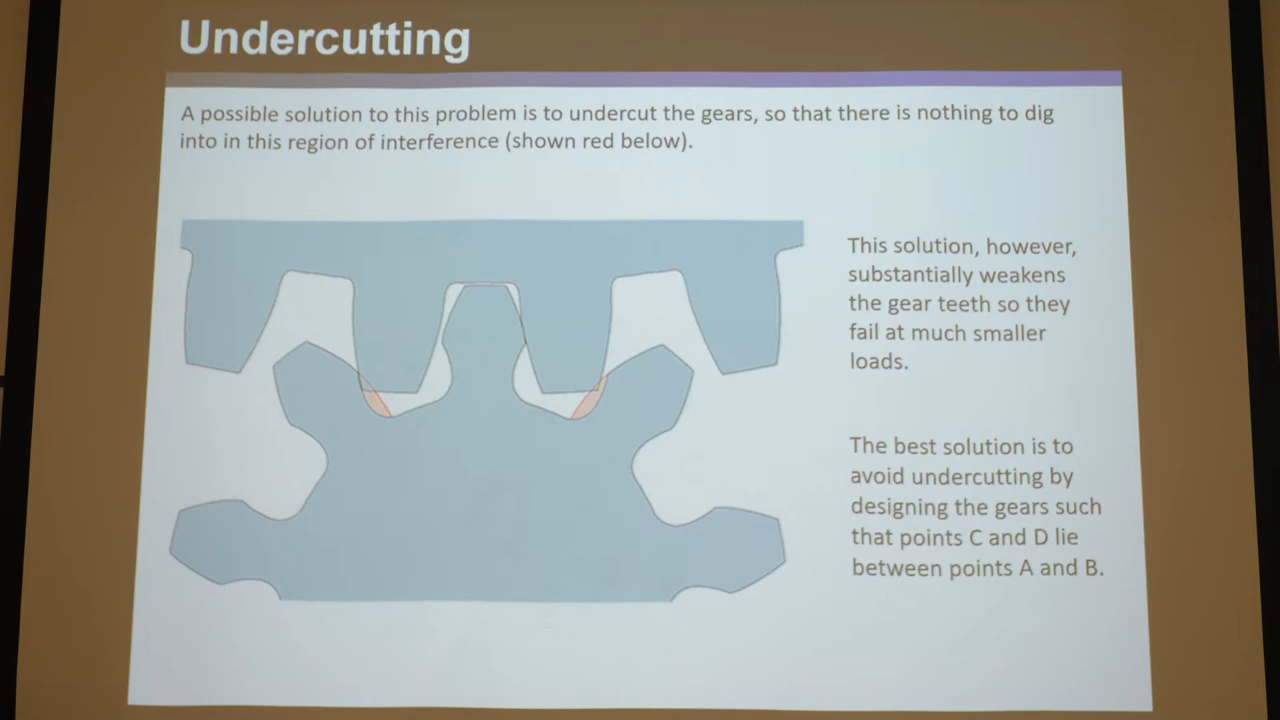 Undercutting
A possible solution to this problem is to undercut the gears, so that there is nothing to dig
into in this region of interference (shown red below).
This solution, however,
substantially weakens
the gear teeth so they
fail at much smaller
loads.
The best solution is to
avoid undercutting by
designing the gears such
that points C and D lie
between points A and B.